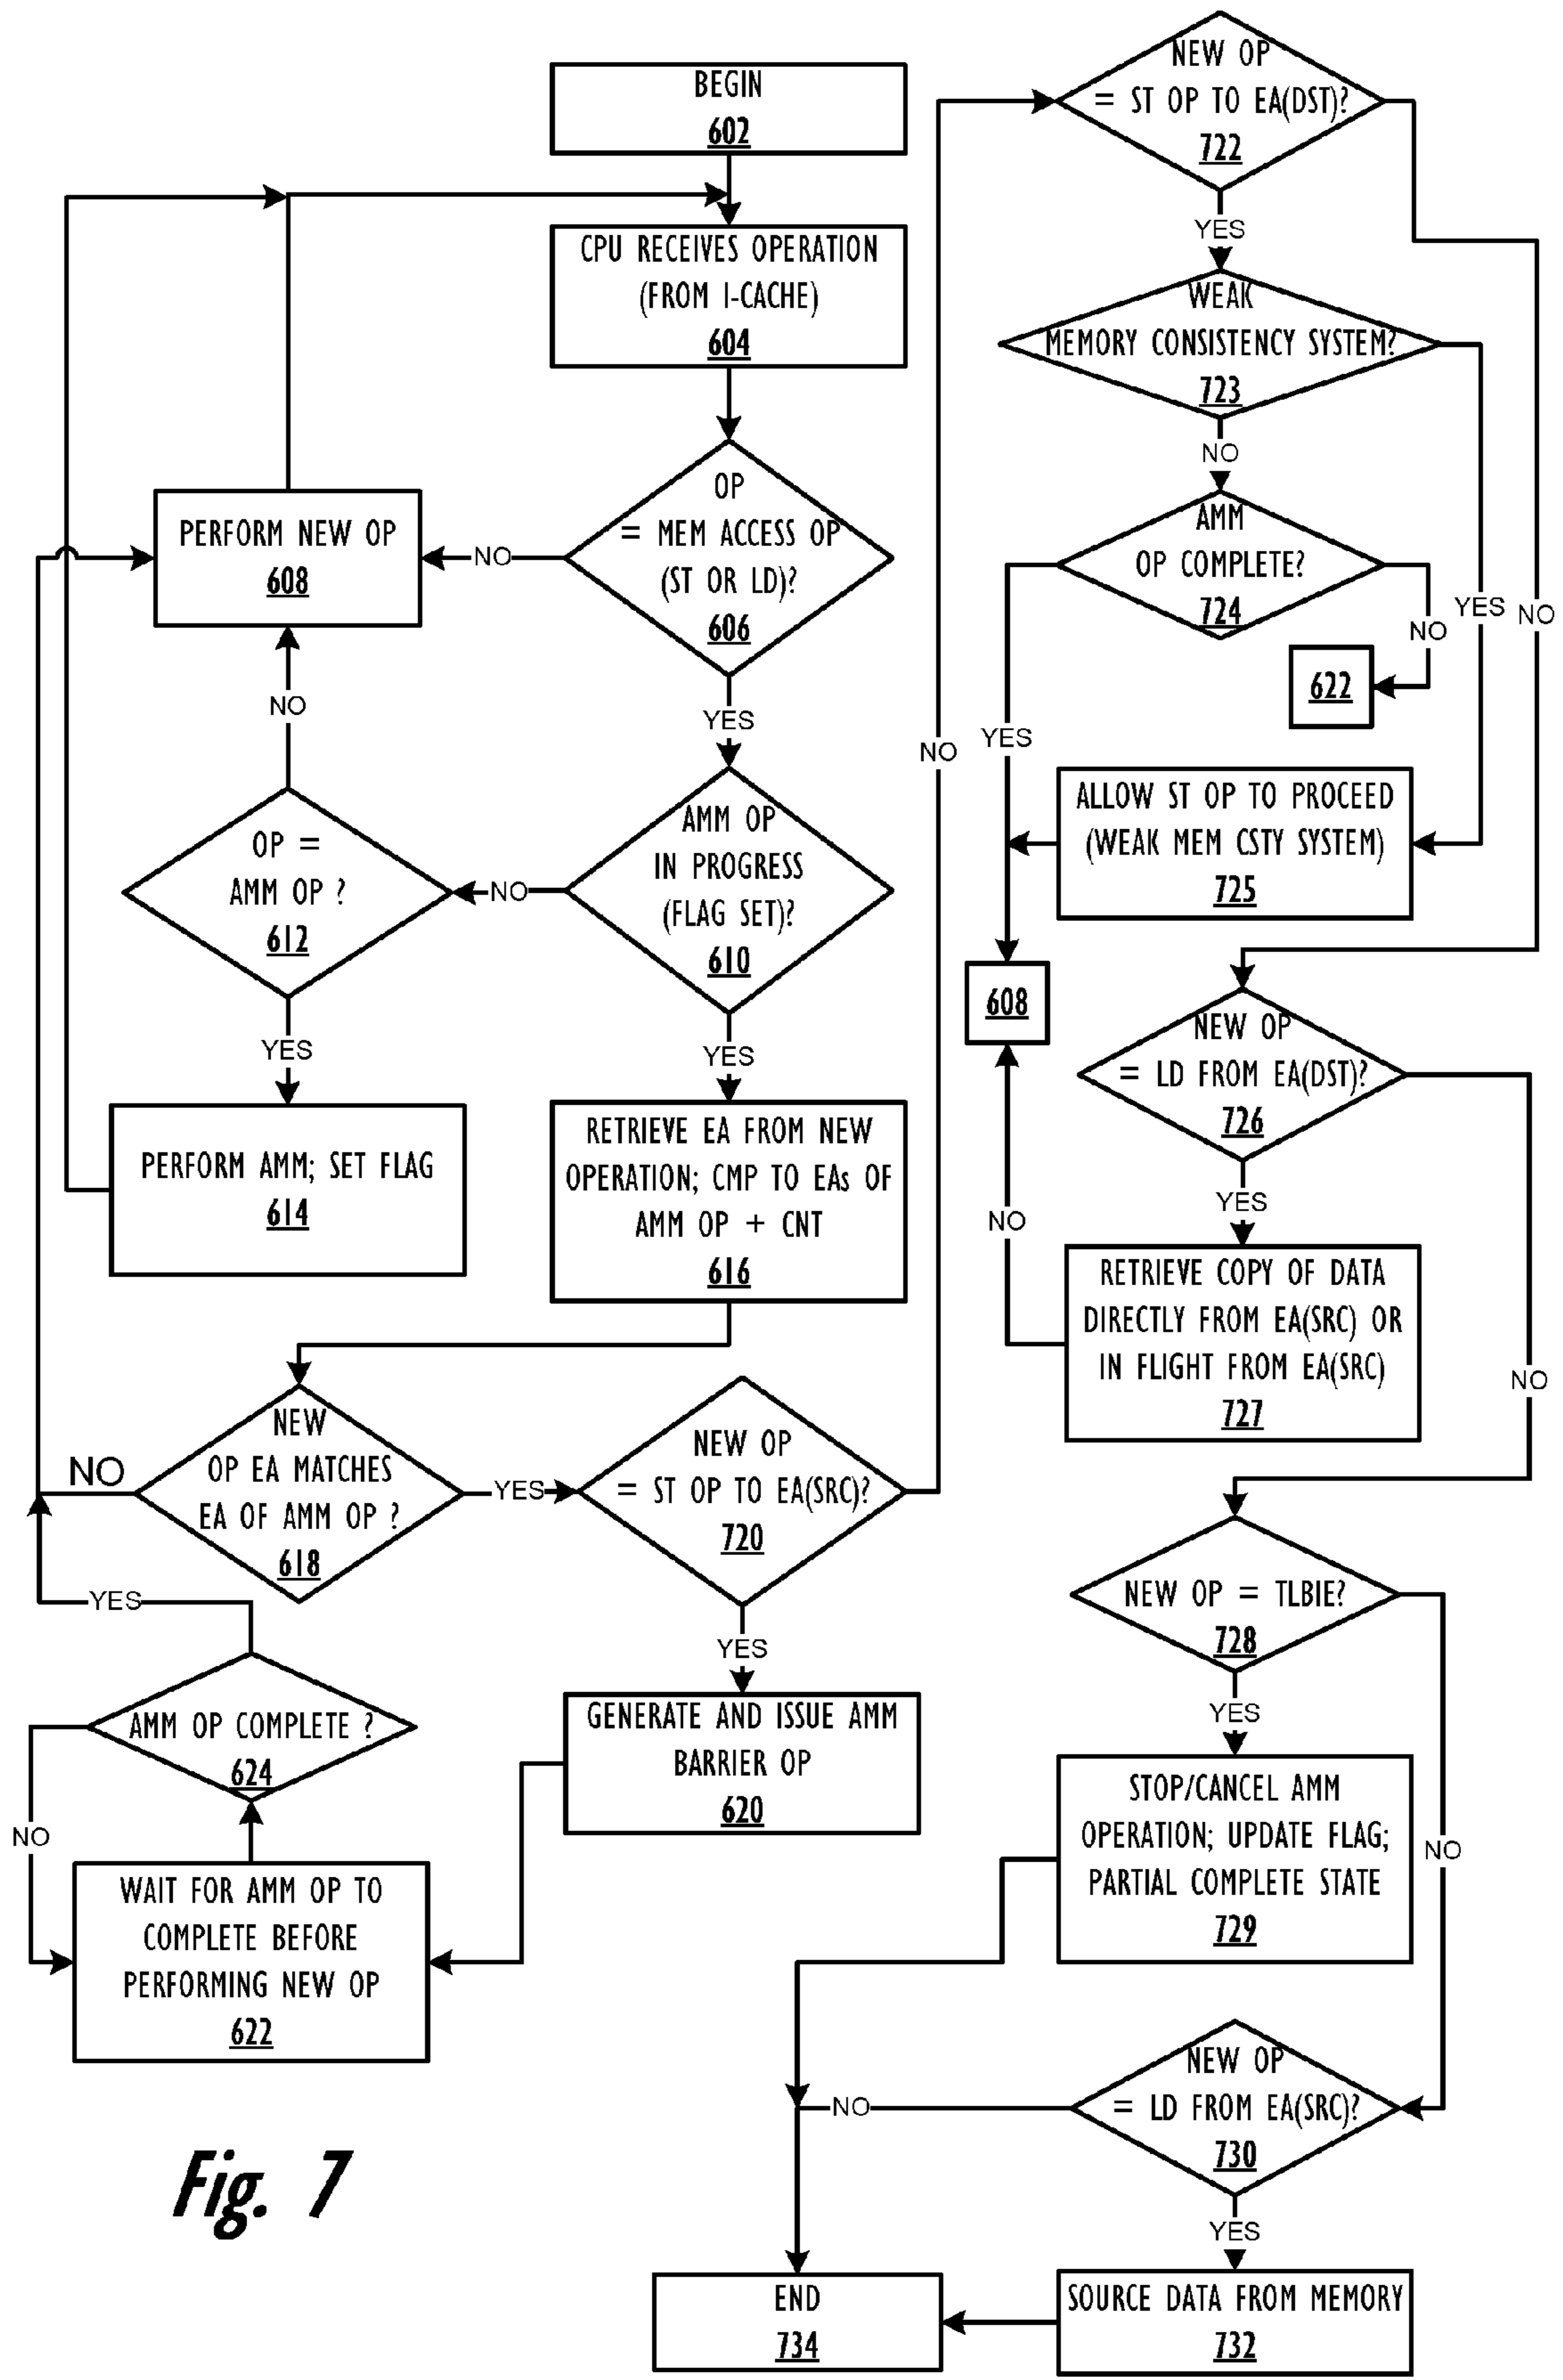 BEGIN
602
CPU RECEIVES OPERATION
(FROM I-CACHE)
604
OP
= MEM ACCESS OP
(ST OR LD)?
606
NO
PERFORM NEW OP
608
YES
NO
AMM OP
IN PROGRESS
(FLAG SET)?
610
NO
OP =
AMM OP ?
612
YES
YES
PERFORM AMM; SET FLAG
614
RETRIEVE EA FROM NEW
OPERATION; CMP TO EAs OF
AMM OP + CNT
616
NEW
OP EA MATCHES
EA OF AMM OP ?
618
NO
YES
NEW OP
= ST OP TO EA(SRC)?
720
YES
NO
GENERATE AND ISSUE AMM
BARRIER OP
620
YES
AMM OP COMPLETE ?
624
NO
WAIT FOR AMM OP TO
COMPLETE BEFORE
PERFORMING NEW OP
622
NEW OP
= ST OP TO EA(DST)?
722
YES
NO
WEAK
MEMORY CONSISTENCY SYSTEM?
723
NO
YES
AMM
OP COMPLETE?
724
NO
622
YES
ALLOW ST OP TO PROCEED
(WEAK MEM CSTY SYSTEM)
725
608
NEW OP
= LD FROM EA(DST)?
726
YES
NO
NO
RETRIEVE COPY OF DATA
DIRECTLY FROM EA(SRC) OR
IN FLIGHT FROM EA(SRC)
727
NEW OP = TLBIE?
728
YES
NO
STOP/CANCEL AMM
OPERATION; UPDATE FLAG;
PARTIAL COMPLETE STATE
729
NEW OP
= LD FROM EA(SRC)?
730
NO
YES
SOURCE DATA FROM MEMORY
732
END
734
Fig. 7